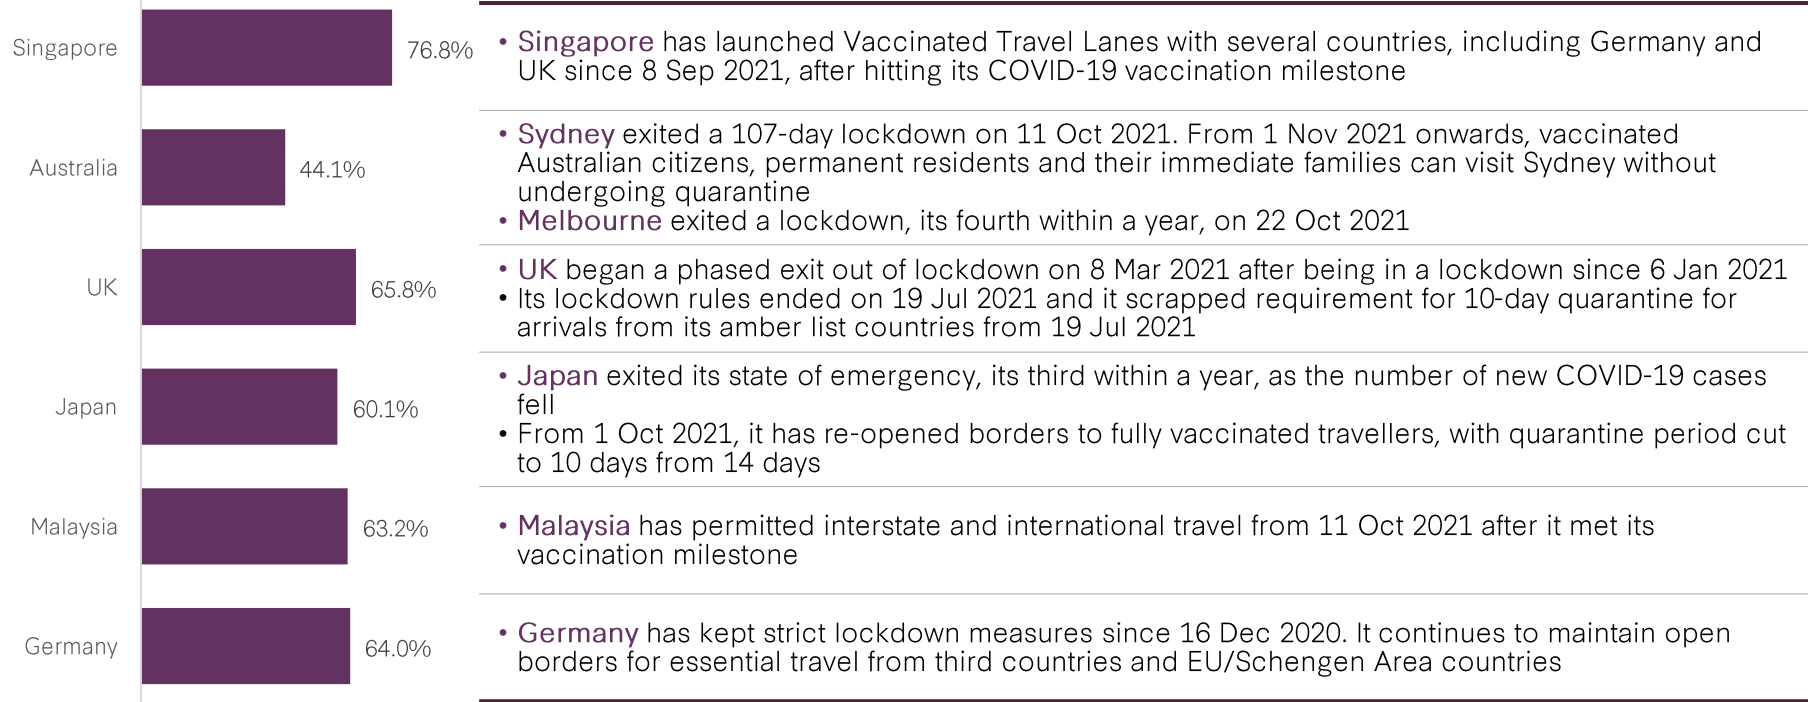 Singapore
76.8%
• Singapore has launched Vaccinated Travel Lanes with several countries, including Germany and
UK since 8 Sep 2021, after hitting its COVID-19 vaccination milestone
Australia
44.1%
• Sydney exited a 107-day lockdown on 11 Oct 2021. From 1 Nov 2021 onwards, vaccinated
Australian citizens, permanent residents and their immediate families can visit Sydney without
undergoing quarantine
• Melbourne exited a lockdown, its fourth within a year, on 22 Oct 2021
UK
65.8%
• UK began a phased exit out of lockdown on 8 Mar 2021 after being in a lockdown since 6 Jan 2021
• Its lockdown rules ended on 19 Jul 2021 and it scrapped requirement for 10-day quarantine for
arrivals from its amber list countries from 19 Jul 2021
Japan
60.1%
• Japan exited its state of emergency, its third within a year, as the number of new COVID-19 cases
fell
• From 1 Oct 2021, it has re-opened borders to fully vaccinated travellers, with quarantine period cut
to 10 days from 14 days
Malaysia
63.2%
• Malaysia has permitted interstate and international travel from 11 Oct 2021 after it met its
vaccination milestone
Germany
64.0%
• Germany has kept strict lockdown measures since 16 Dec 2020. It continues to maintain open
borders for essential travel from third countries and EU/Schengen Area countries